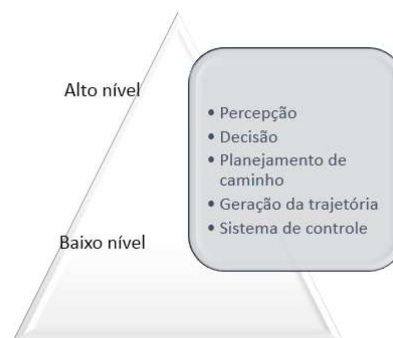 Alto nível
• Percepção
• Decisão
• Planejamento de
caminho
• Geração da trajetória
• Sistema de controle
Baixo nível